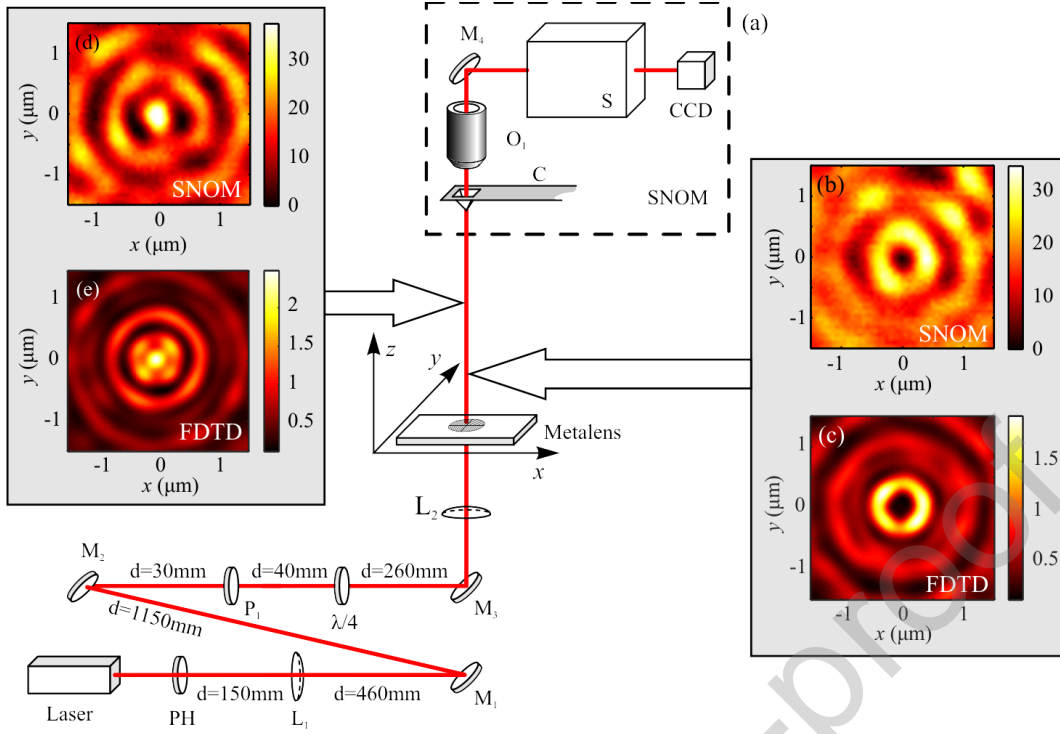 (a)
M4
S
CCD
O1
C
SNOM
(d)
1
0
-1
y (μm)
SNOM
-1 0 1
x (μm)
30
20
10
0
(e)
1
0
-1
y (μm)
FDTD
-1 0 1
x (μm)
2
1.5
1
0.5
(b)
1
0
-1
y (μm)
SNOM
-1 0 1
x (μm)
30
20
10
0
(c)
1
0
-1
y (μm)
FDTD
-1 0 1
x (μm)
1.5
1
0.5
z
y
x
Metalens
L2
M2
d=30mm
P1
d=40mm
λ/4
d=260mm
M3
d=1150mm
Laser
PH
d=150mm
L1
d=460mm
M1
proof